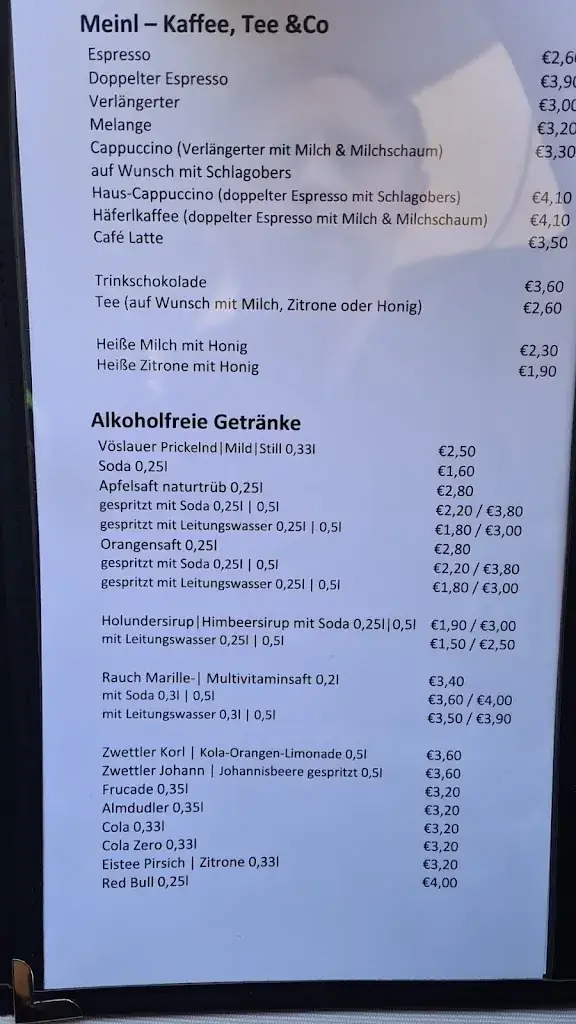 Meinl – Kaffee, Tee &Co
Espresso €2,60
Doppelter Espresso €3,90
Verlängerter €3,00
Melange €3,20
Cappuccino (Verlängerter mit Milch & Milchschaum) €3,30
auf Wunsch mit Schlagobers
Haus-Cappuccino (doppelter Espresso mit Schlagobers) €4,10
Häferlkaffee (doppelter Espresso mit Milch & Milchschaum) €4,10
Café Latte €3,50
Trinkschokolade €3,60
Tee (auf Wunsch mit Milch, Zitrone oder Honig) €2,60
Heiße Milch mit Honig €2,30
Heiße Zitrone mit Honig €1,90
Alkoholfreie Getränke
Vöslauer Prickelnd|Mild|Still 0,33l €2,50
Soda 0,25l €1,60
Apfelsaft naturtrüb 0,25l €2,80
gespritzt mit Soda 0,25l | 0,5l €2,20 / €3,80
gespritzt mit Leitungswasser 0,25l | 0,5l €1,80 / €3,00
Orangensaft 0,25l €2,80
gespritzt mit Soda 0,25l | 0,5l €2,20 / €3,80
gespritzt mit Leitungswasser 0,25l | 0,5l €1,80 / €3,00
Holundersirup|Himbeersirup mit Soda 0,25l|0,5l €1,90 / €3,00
mit Leitungswasser 0,25l | 0,5l €1,50 / €2,50
Rauch Marille-| Multivitaminsaft 0,2l €3,40
mit Soda 0,3l | 0,5l €3,60 / €4,00
mit Leitungswasser 0,3l | 0,5l €3,50 / €3,90
Zwettler Korl | Kola-Orangen-Limonade 0,5l €3,60
Zwettler Johann | Johannisbeere gespritzt 0,5l €3,60
Frucade 0,35l €3,20
Almdudler 0,35l €3,20
Cola 0,33l €3,20
Cola Zero 0,33l €3,20
Eistee Pirsich | Zitrone 0,33l €3,20
Red Bull 0,25l €4,00